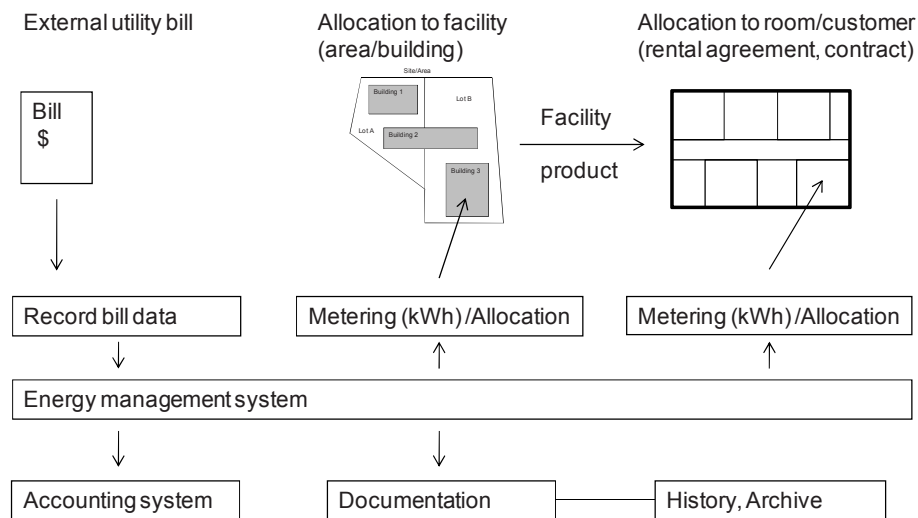 External utility bill
Allocation to facility
(area/building)
Allocation to room/customer
(rental agreement, contract)
Site/Area
Building 1
Lot B
Lot A
Building 2
Building 3
Bill
$
Facility
product
Record bill data
Metering (kWh) /Allocation
Metering (kWh) /Allocation
Energy management system
Accounting system
Documentation
History, Archive